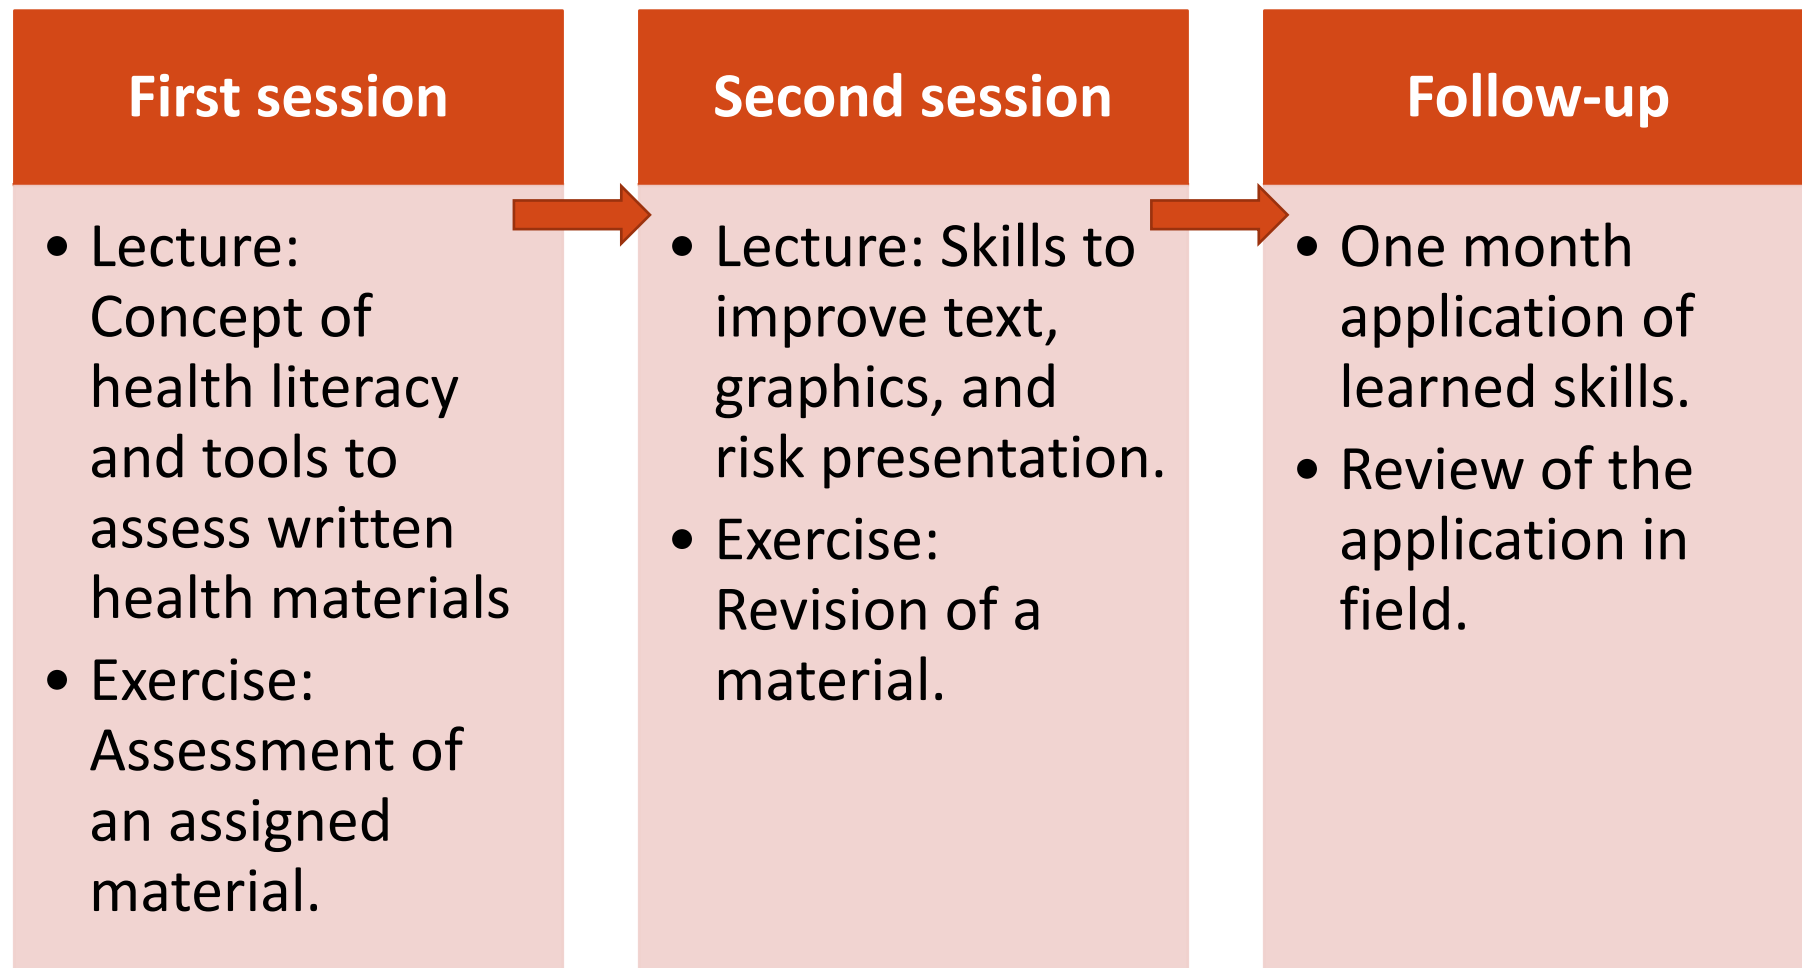 First session
• Lecture:
Concept of
health literacy
and tools to
assess written
health materials
• Exercise:
Assessment of
an assigned
material.
Second session
• Lecture: Skills to
improve text,
graphics, and
risk presentation.
• Exercise:
Revision of a
material.
Follow-up
• One month
application of
learned skills.
• Review of the
application in
field.